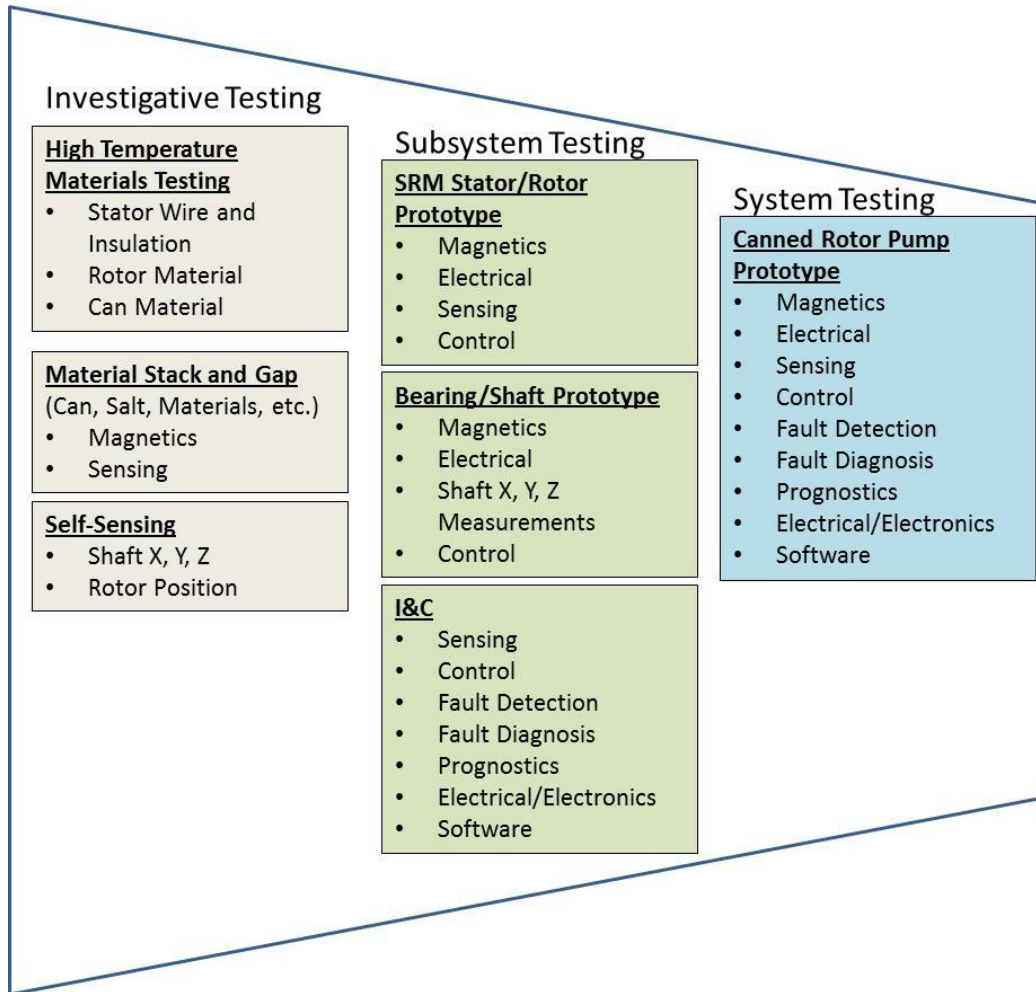 Investigative Testing
High Temperature
Materials Testing
• Stator Wire and
Insulation
• Rotor Material
• Can Material
Material Stack and Gap
(Can, Salt, Materials, etc.)
• Magnetics
• Sensing
Self-Sensing
• Shaft X, Y, Z
• Rotor Position
Subsystem Testing
SRM Stator/Rotor
Prototype
• Magnetics
• Electrical
• Sensing
• Control
Bearing/Shaft Prototype
• Magnetics
• Electrical
• Shaft X, Y, Z
Measurements
• Control
I&C
• Sensing
• Control
• Fault Detection
• Fault Diagnosis
• Prognostics
• Electrical/Electronics
• Software
System Testing
Canned Rotor Pump
Prototype
• Magnetics
• Electrical
• Sensing
• Control
• Fault Detection
• Fault Diagnosis
• Prognostics
• Electrical/Electronics
• Software